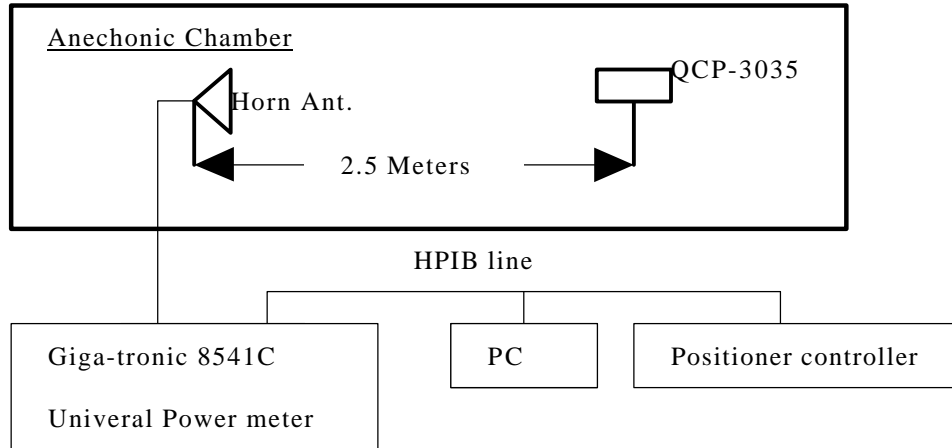 Anechonic Chamber
QCP-3035
Horn Ant.
2.5 Meters
HPIB line
Giga-tronic 8541C
Univeral Power meter
PC
Positioner controller